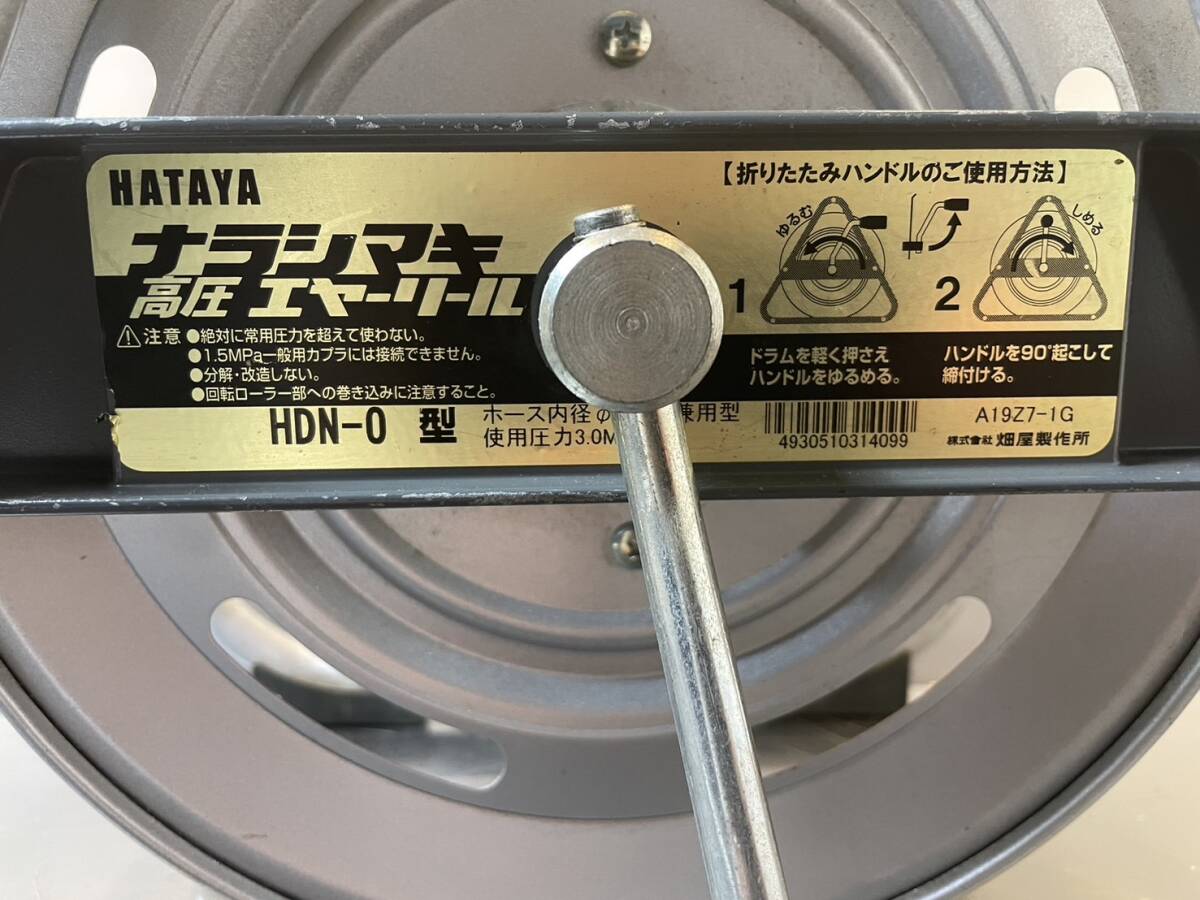 HATAYA
ナラシマキ
高圧 エヤーリール
⚠注意 ●絶対に常用圧力を超えて使わない。
●1.5MPa一般用カプラには接続できません。
●分解・改造しない。
●回転ローラー部への巻き込みに注意すること。
HDN-0 型
ホース内径φ 兼用型
使用圧力3.0M
【折りたたみハンドルのご使用方法】
ゆるむ
しめる
1
2
ドラムを軽く押さえ
ハンドルをゆるめる。
ハンドルを90°起こして
締付ける。
4930510314099
A19Z7-1G
株式会社 畑屋製作所